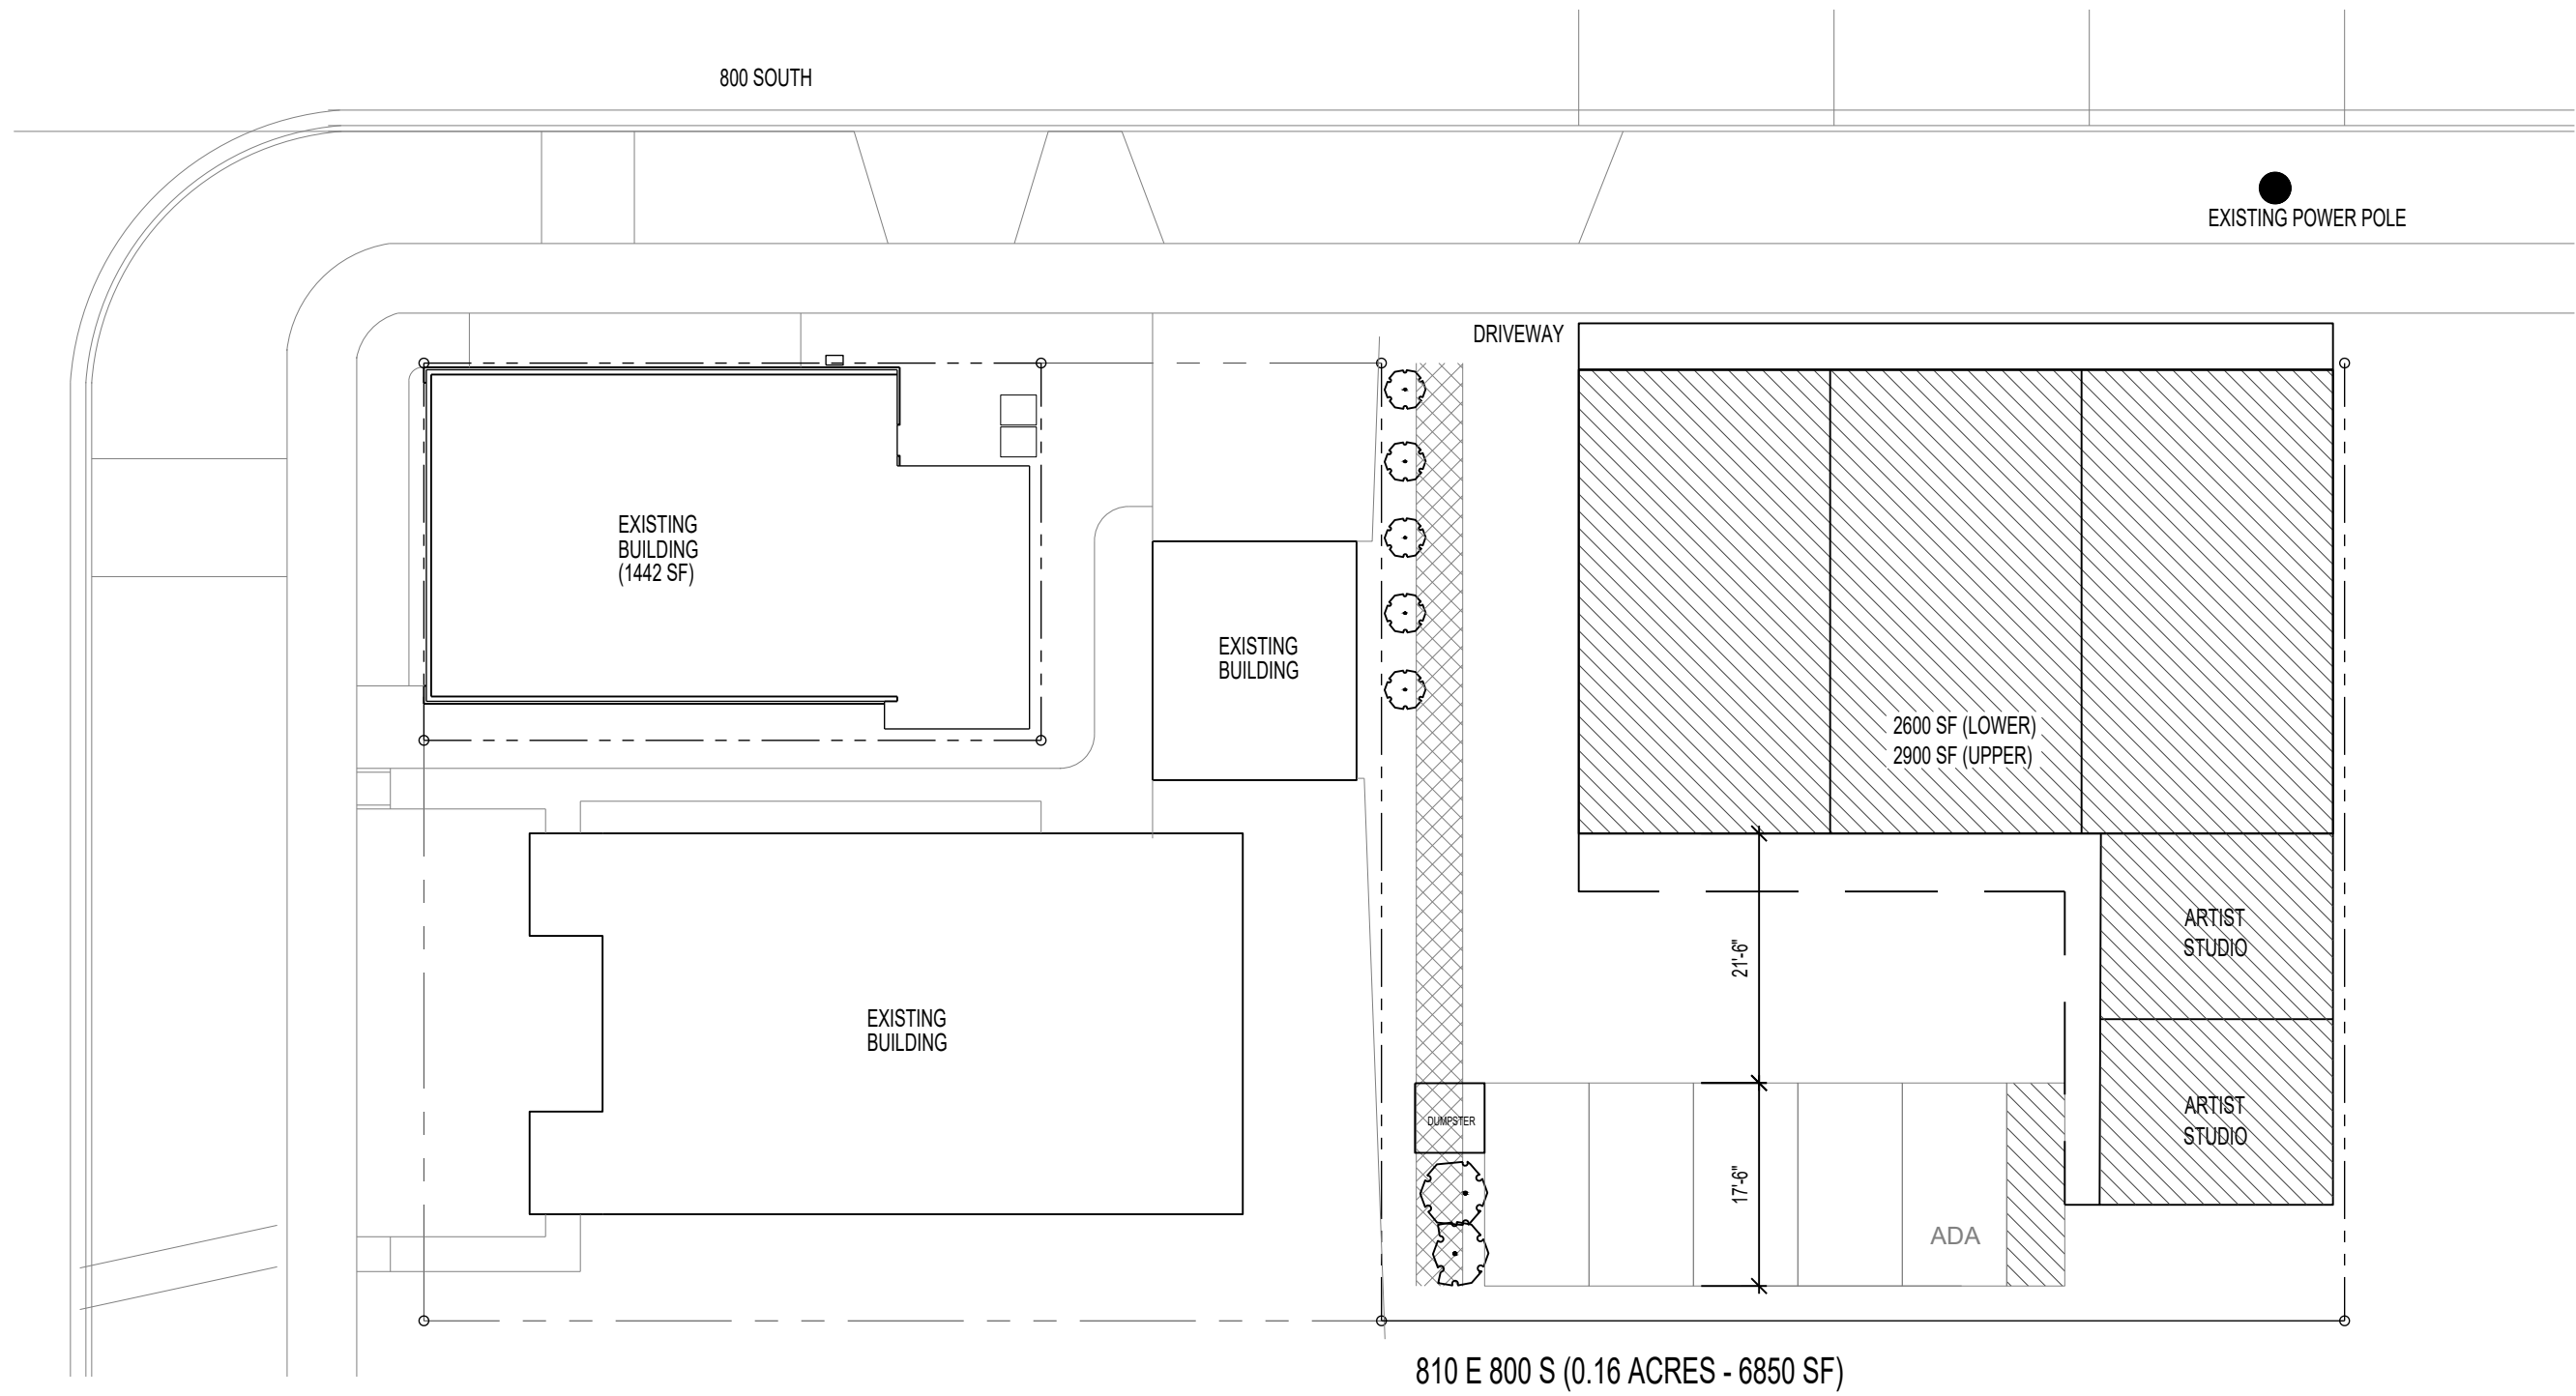 800 SOUTH
EXISTING POWER POLE
DRIVEWAY
EXISTING
BUILDING
(1442 SF)
EXISTING
BUILDING
2600 SF (LOWER)
2900 SF (UPPER)
ARTIST
STUDIO
21'-6"
EXISTING
BUILDING
DUMPSTER
ARTIST
STUDIO
17'-6"
ADA
810 E 800 S (0.16 ACRES - 6850 SF)